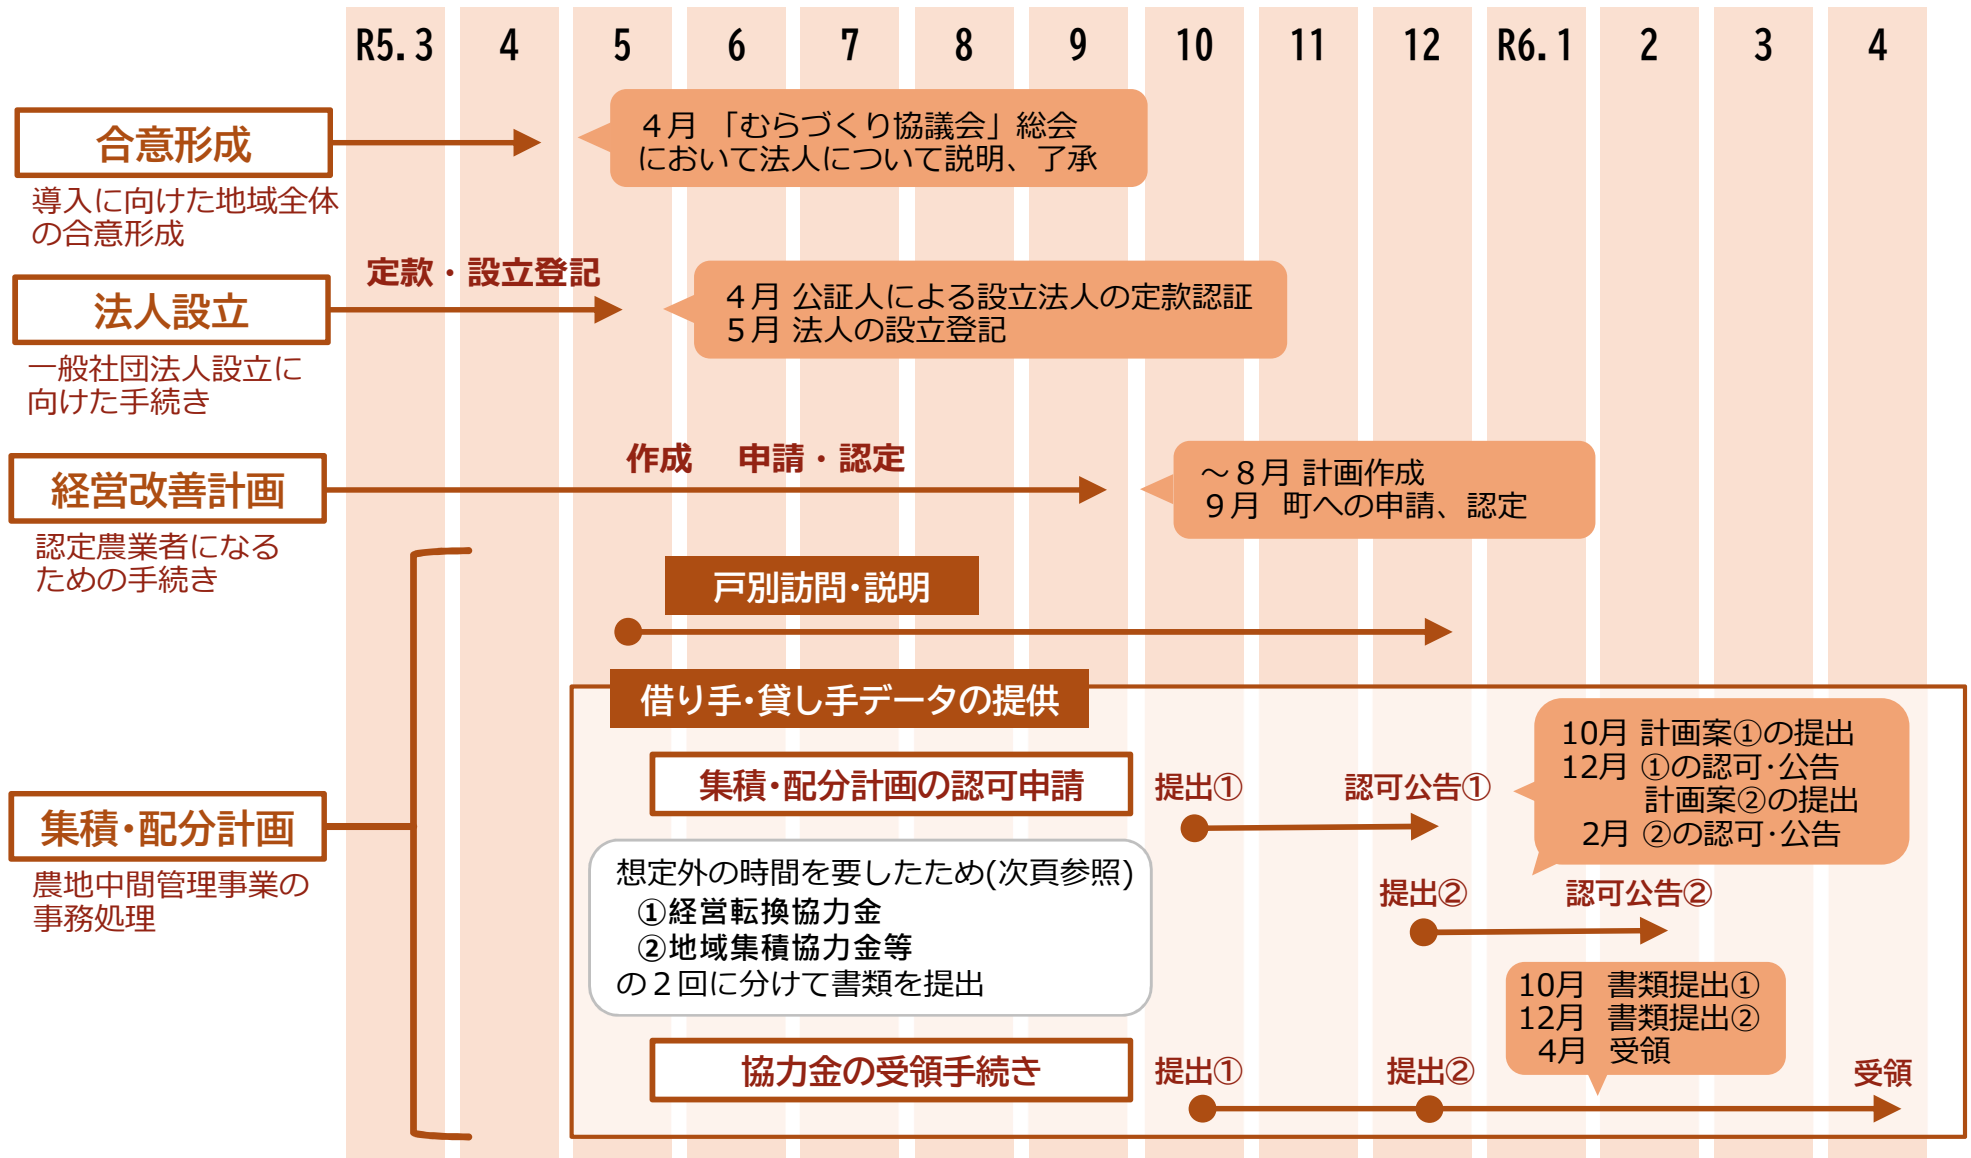 R5.3 4 5 6 7 8 9 10 11 12 R6.1 2 3 4
合意形成
導入に向けた地域全体
の合意形成
4月 「むらづくり協議会」総会
において法人について説明、了承
法人設立
一般社団法人設立に
向けた手続き
定款・設立登記
4月 公証人による設立法人の定款認証
5月 法人の設立登記
経営改善計画
認定農業者になる
ための手続き
作成 申請・認定
～8月 計画作成
9月 町への申請、認定
集積・配分計画
農地中間管理事業の
事務処理
戸別訪問・説明
借り手・貸し手データの提供
集積・配分計画の認可申請
提出① 認可公告①
10月 計画案①の提出
12月 ①の認可・公告
計画案②の提出
2月 ②の認可・公告
提出② 認可公告②
想定外の時間を要したため(次頁参照)
①経営転換協力金
②地域集積協力金等
の2回に分けて書類を提出
10月 書類提出①
12月 書類提出②
4月 受領
協力金の受領手続き
提出① 提出② 受領